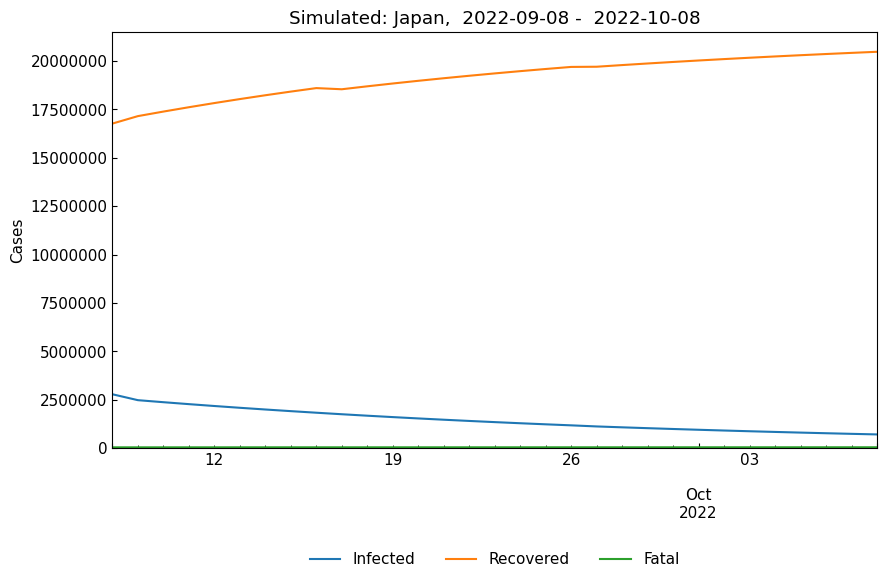 Simulated: Japan,  2022-09-08 -  2022-10-08
20000000
17500000
15000000
12500000
10000000
7500000
5000000
2500000
0
Cases
12 19 26 03
Oct
2022
Infected Recovered Fatal